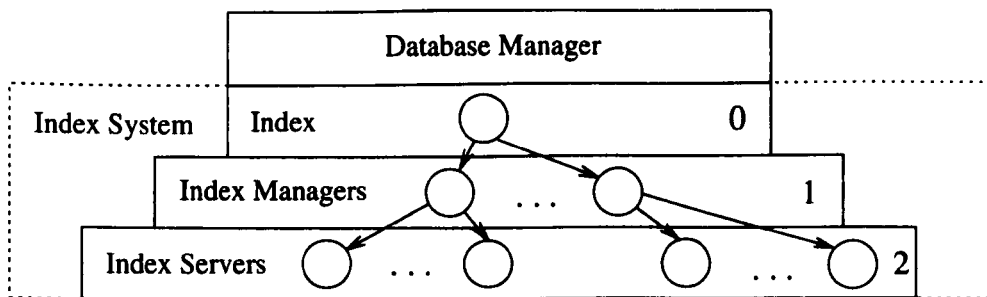 Database Manager
Index System
Index
0
Index Managers
. . .
1
Index Servers
. . .
. . .
2